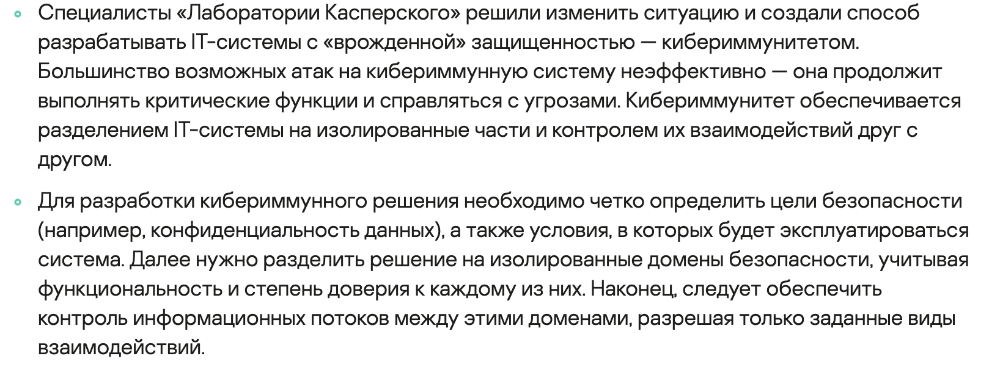 Специалисты «Лаборатории Касперского» решили изменить ситуацию и создали способ
разрабатывать IT-системы с «врожденной» защищенностью — кибериммунитетом.
Большинство возможных атак на кибериммунную систему неэффективно — она продолжит
выполнять критические функции и справляться с угрозами. Кибериммунитет обеспечивается
разделением IT-системы на изолированные части и контролем их взаимодействий друг с
другом.
Для разработки кибериммунного решения необходимо четко определить цели безопасности
(например, конфиденциальность данных), а также условия, в которых будет эксплуатироваться
система. Далее нужно разделить решение на изолированные домены безопасности, учитывая
функциональность и степень доверия к каждому из них. Наконец, следует обеспечить
контроль информационных потоков между этими доменами, разрешая только заданные виды
взаимодействий.